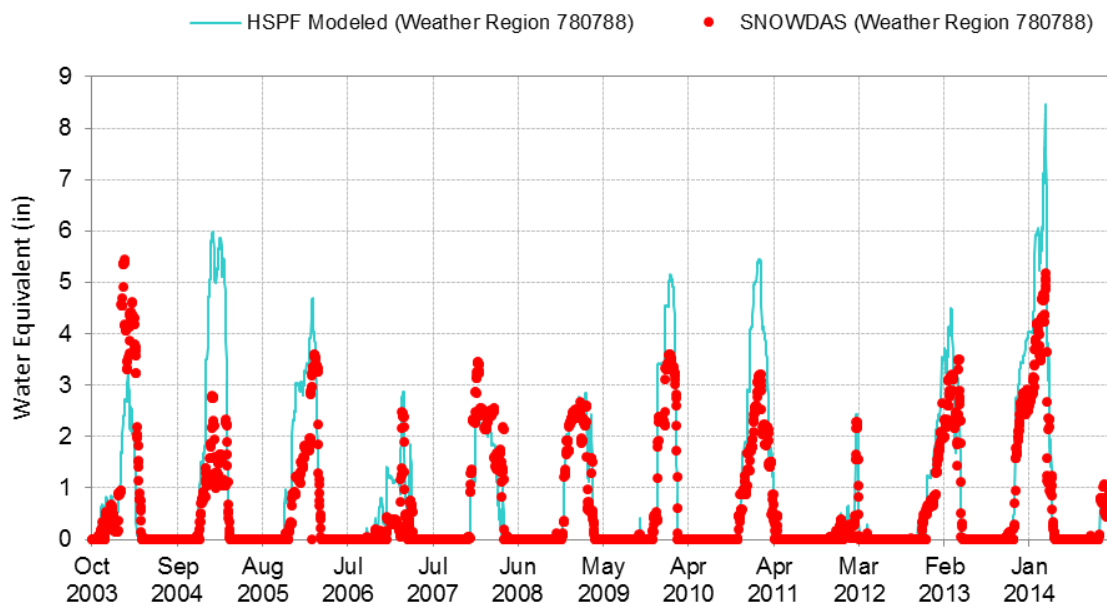 HSPF Modeled (Weather Region 780788) SNOWDAS (Weather Region 780788)
Water Equivalent (in)
9
8
7
6
5
4
3
2
1
0
Oct Sep Aug Jul Jul Jun May Apr Apr Mar Feb Jan
2003 2004 2005 2006 2007 2008 2009 2010 2011 2012 2013 2014